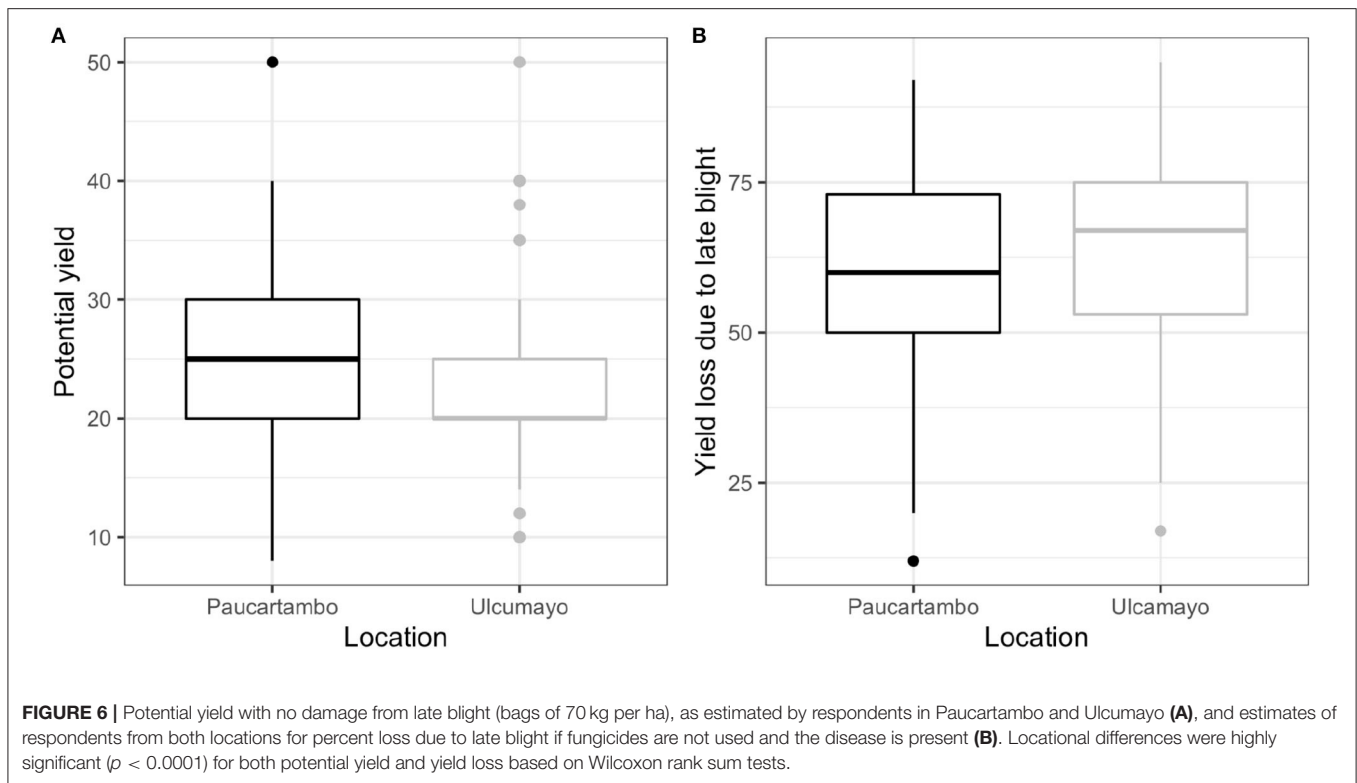 A
Potential yield
50
40
30
20
10
Paucartambo
Ulcumayo
Location
B
Yield loss due to late blight
75
50
25
Paucartambo
Ulcamayo
Location
FIGURE 6 | Potential yield with no damage from late blight (bags of 70 kg per ha), as estimated by respondents in Paucartambo and Ulcumayo (A), and estimates of
respondents from both locations for percent loss due to late blight if fungicides are not used and the disease is present (B). Locational differences were highly
significant (p < 0.0001) for both potential yield and yield loss based on Wilcoxon rank sum tests.